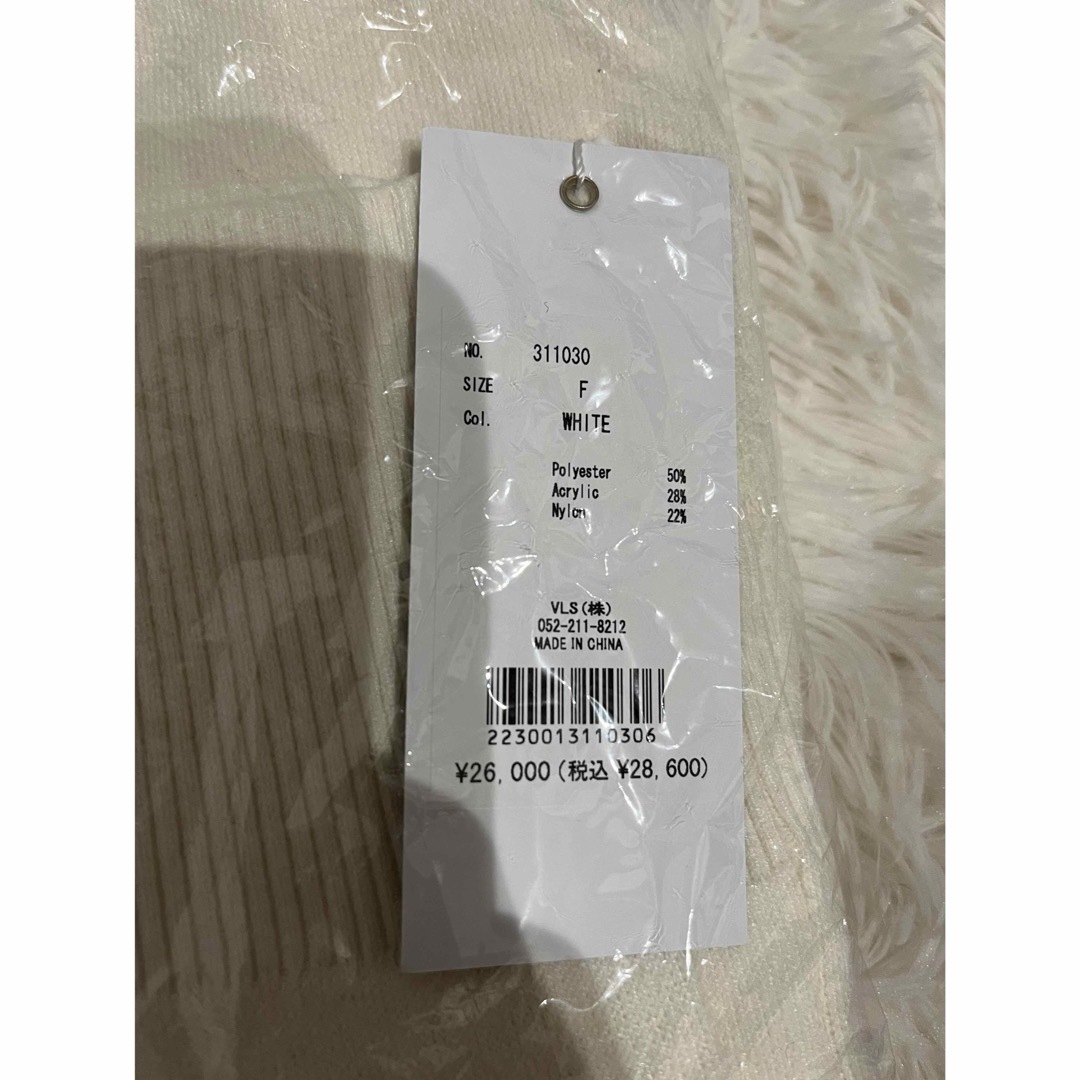 NO. 311030
SIZE F
Col. WHITE
Polyester 50%
Acrylic 28%
Nylon 22%
VLS(株)
052-211-8212
MADE IN CHINA
2230013110306
¥26,000(税込 ¥28,600)